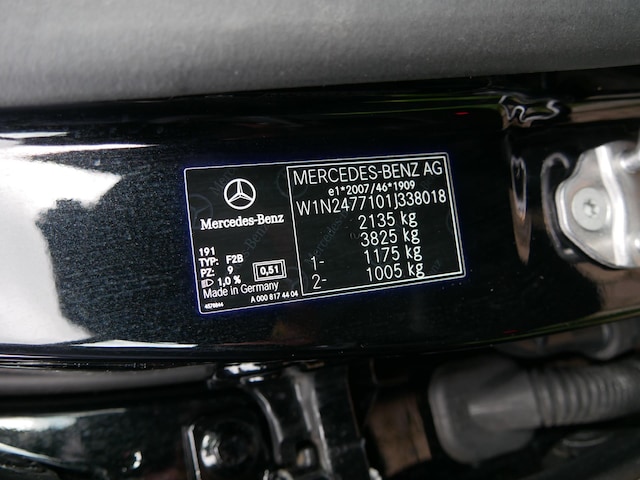 Mercedes-Benz
191
TYP: F2B
PZ: 9
1,0 %
0,51
Made in Germany
4570844
A 000 817 44 04
MERCEDES-BENZ AG
e1*2007/46*1909
W1N2477101J338018
2135 kg
3825 kg
1- 1175 kg
2- 1005 kg